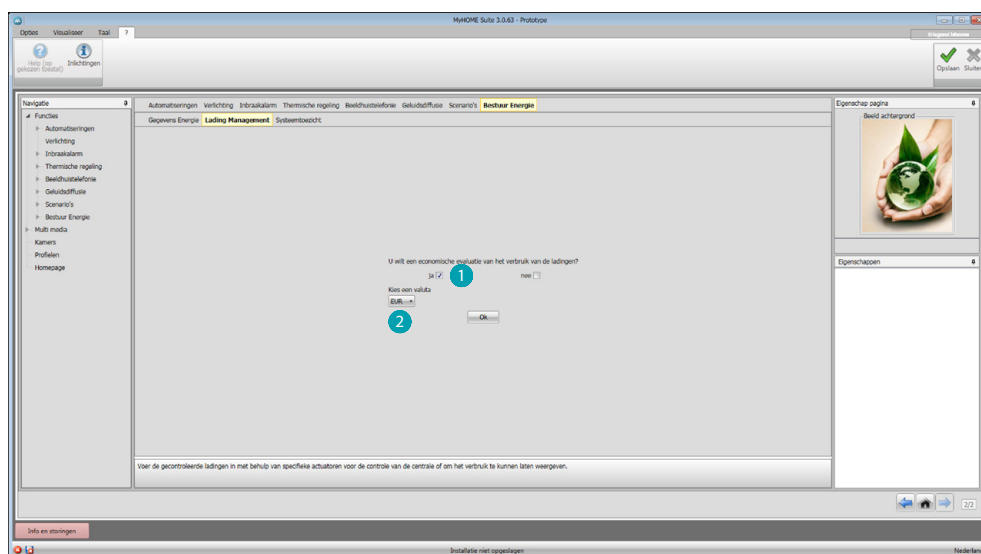 MyHOME Suite 3.0.63 - Prototype
Opties Visualiseer Taal ?
Help (op gekozen toestel)
Inlichtingen
Opslaan Sluiten
Navigatie
Functies
Automatiseringen
Verlichting
Inbraakalarm
Thermische regeling
Beeldhuistelefonie
Geluidsdiffusie
Scenario's
Bestuur Energie
Multi media
Kamers
Profielen
Homepage
Automatiseringen Verlichting Inbraakalarm Thermische regeling Beeldhuistelefonie Geluidsdiffusie Scenario's Bestuur Energie
Gegevens Energie Lading Management Systeemtoezicht
U wilt een economische evaluatie van het verbruik van de ladingen?
ja 1 nee
Kies een valuta
EUR
2
Ok
Voer de gecontroleerde ladingen in met behulp van specifieke actuatoren voor de controle van de centrale of om het verbruik te kunnen laten weergeven.
Eigenschap pagina
Beeld achtergrond
Eigenschappen
2/2
Info en storingen
Installatie niet opgeslagen
Nederlan